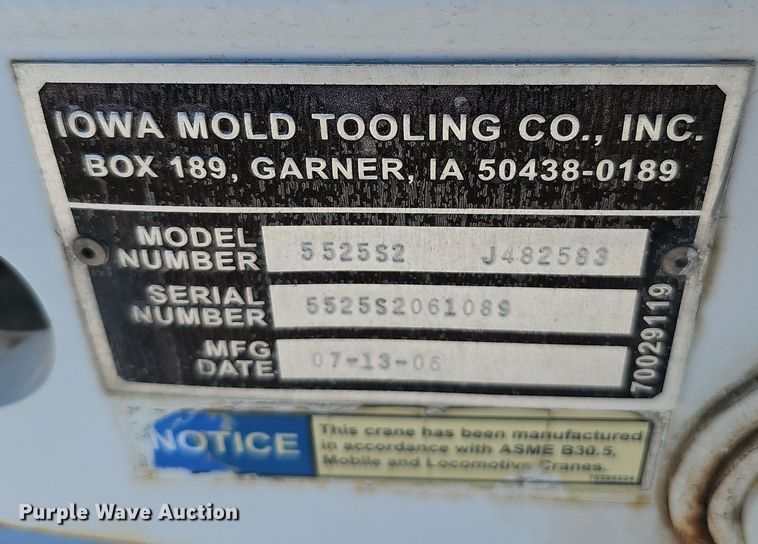 IOWA MOLD TOOLING CO., INC.
BOX 189, GARNER, IA 50438-0189
MODEL NUMBER 5525S2 J482583
SERIAL NUMBER 5525S2061089
MFG DATE 07-13-06
70029119
NOTICE
This crane has been manufactured
in accordance with ASME B30.5,
Mobile and Locomotive Cranes.
Purple Wave Auction